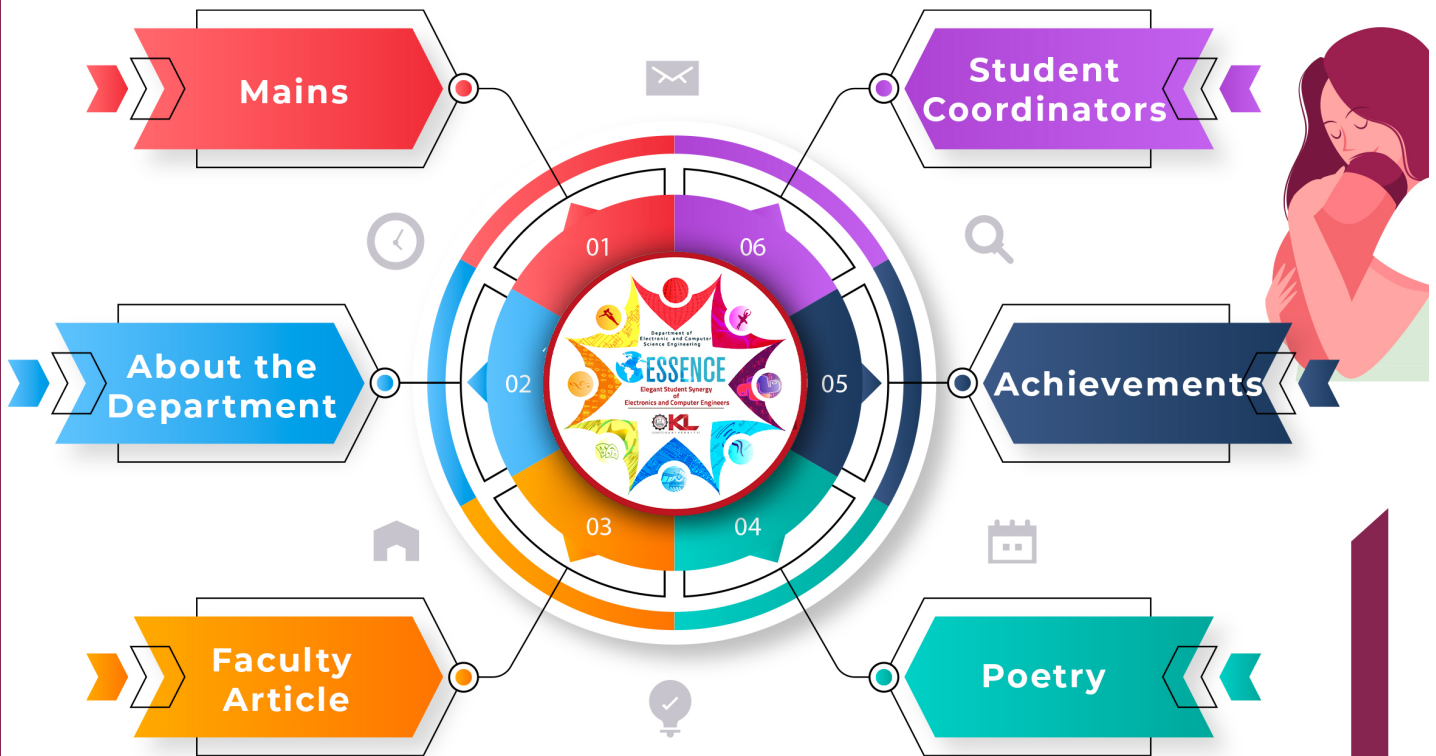 Mains
Student
Coordinators
01
06
About the
Department
02
Department of
Electronic and Computer
Science Engineering
ESSENCE
Elegant Student Synergy
of
Electronics and Computer Engineers
KL
05
Achievements
03
04
Faculty
Article
Poetry